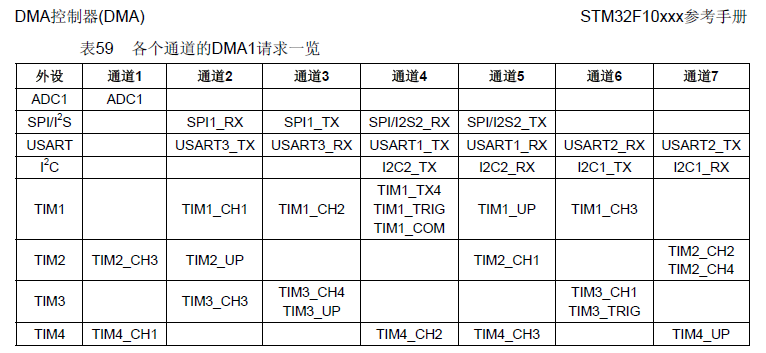 DMA控制器(DMA) STM32F10xxx参考手册
表59 各个通道的DMA1请求一览
外设 通道1 通道2 通道3 通道4 通道5 通道6 通道7
ADC1 ADC1
SPI/I²S SPI1_RX SPI1_TX SPI/I2S2_RX SPI/I2S2_TX
USART USART3_TX USART3_RX USART1_TX USART1_RX USART2_RX USART2_TX
I²C I2C2_TX I2C2_RX I2C1_TX I2C1_RX
TIM1 TIM1_CH1 TIM1_CH2 TIM1_TX4 TIM1_UP TIM1_CH3
TIM1_TRIG
TIM1_COM
TIM2 TIM2_CH3 TIM2_UP TIM2_CH1 TIM2_CH2
TIM2_CH4
TIM3 TIM3_CH3 TIM3_CH4 TIM3_CH1
TIM3_UP TIM3_TRIG
TIM4 TIM4_CH1 TIM4_CH2 TIM4_CH3 TIM4_UP